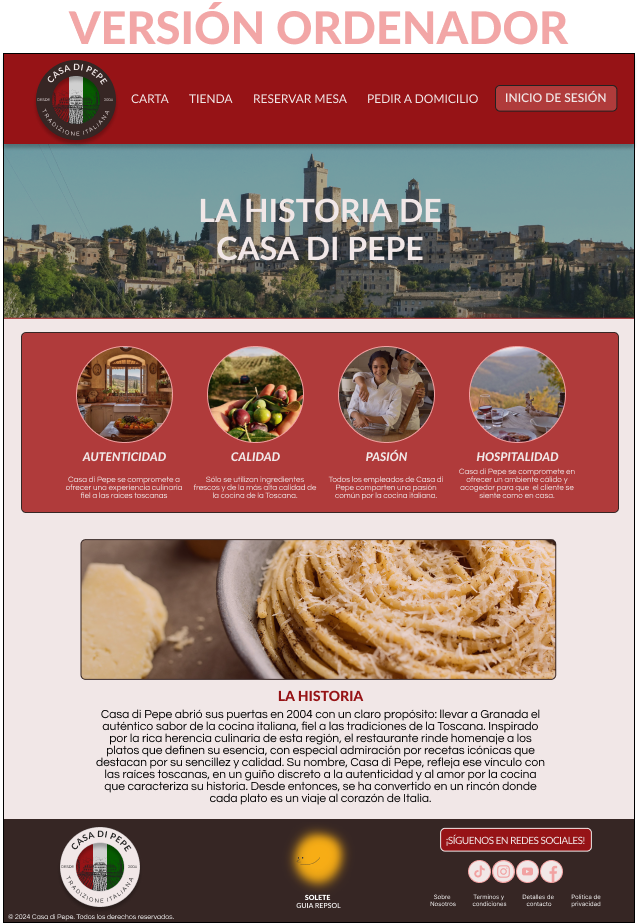 VERSIÓN ORDENADOR
CASA DI PEPE
DESDE 2004
TRADIZIONE ITALIANA
CARTA TIENDA RESERVAR MESA PEDIR A DOMICILIO INICIO DE SESIÓN
LA HISTORIA DE
CASA DI PEPE
AUTENTICIDAD
Casa di Pepe se compromete a
ofrecer una experiencia culinaria
fiel a las raíces toscanas
CALIDAD
Sólo se utilizan ingredientes
frescos y de la más alta calidad de
la cocina de la Toscana.
PASIÓN
Todos los empleados de Casa di
Pepe comparten una pasión
común por la cocina italiana.
HOSPITALIDAD
Casa di Pepe se compromete en
ofrecer un ambiente cálido y
acogedor para que el cliente se
siente como en casa.
LA HISTORIA
Casa di Pepe abrió sus puertas en 2004 con un claro propósito: llevar a Granada el
auténtico sabor de la cocina italiana, fiel a las tradiciones de la Toscana. Inspirado
por la rica herencia culinaria de esta región, el restaurante rinde homenaje a los
platos que definen su esencia, con especial admiración por recetas icónicas que
destacan por su sencillez y calidad. Su nombre, Casa di Pepe, refleja ese vínculo con
las raíces toscanas, en un guiño discreto a la autenticidad y al amor por la cocina
que caracteriza su historia. Desde entonces, se ha convertido en un rincón donde
cada plato es un viaje al corazón de Italia.
CASA DI PEPE
DESDE 2004
TRADIZIONE ITALIANA
SOLETE
GUIA REPSOL
¡SÍGUENOS EN REDES SOCIALES!
Sobre
Nosotros
Terminos y
condiciones
Detalles de
contacto
Política de
privacidad
© 2024 Casa di Pepe. Todos los derechos reservados.